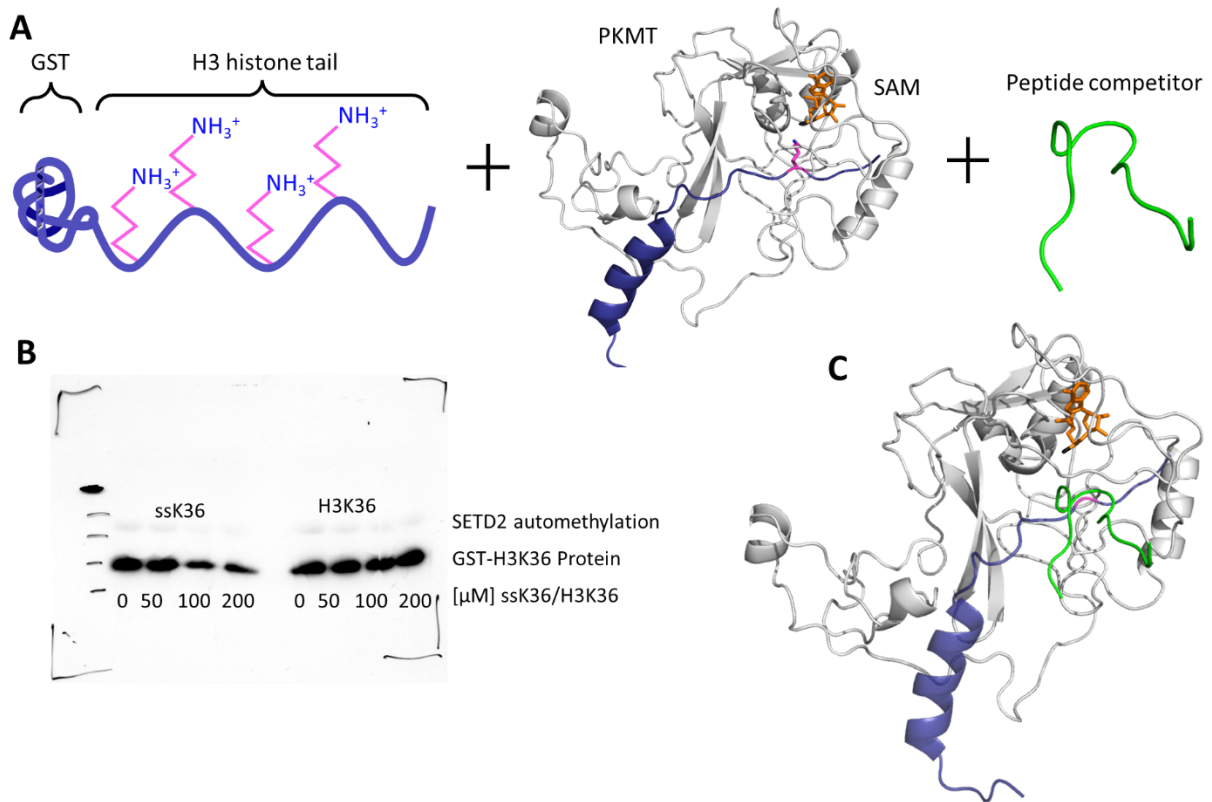 A
GST
H3 histone tail
NH₃⁺
NH₃⁺
NH₃⁺
NH₃⁺
+
PKMT
SAM
+
Peptide competitor
B
ssK36
H3K36
SETD2 automethylation
GST-H3K36 Protein
0 50 100 200
0 50 100 200
[µM] ssK36/H3K36
C